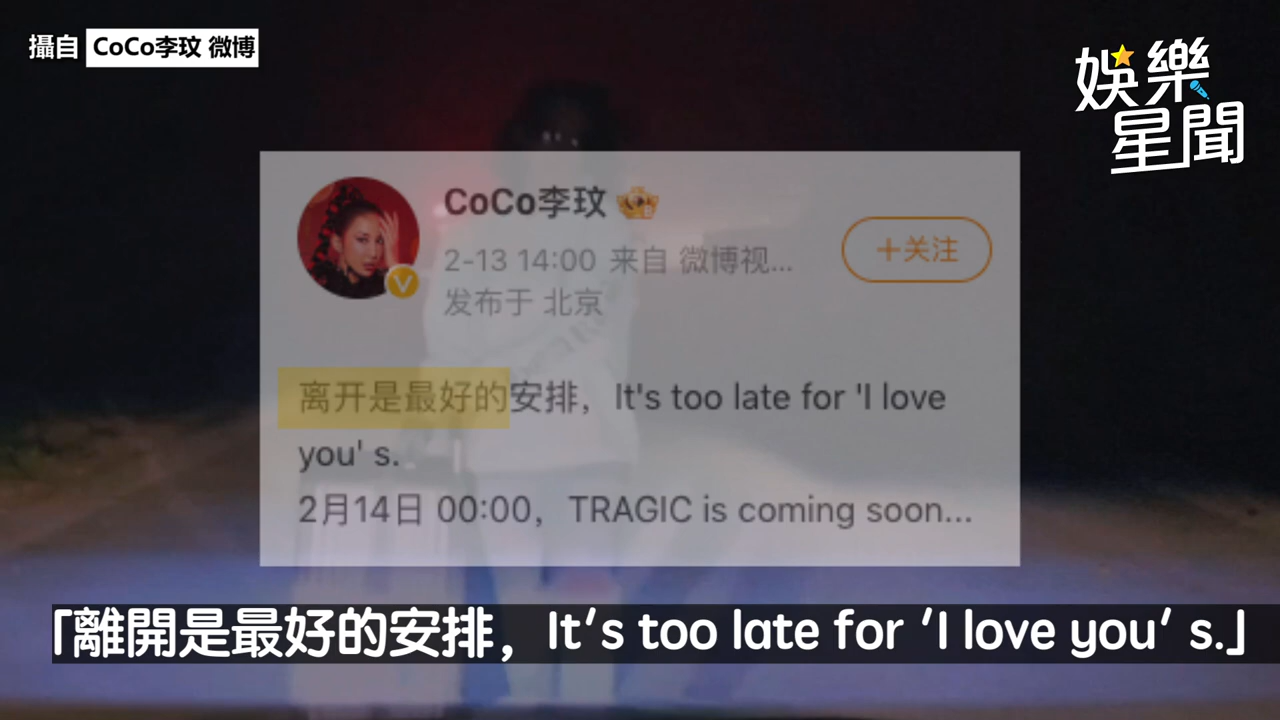 攝自 CoCo李玟 微博
娛樂
星聞
CoCo李玟
2-13 14:00 来自 微博视...
发布于 北京
+关注
离开是最好的安排，It's too late for 'I love
you' s.
2月14日 00:00，TRAGIC is coming soon...
「離開是最好的安排，It's too late for 'I love you' s.」